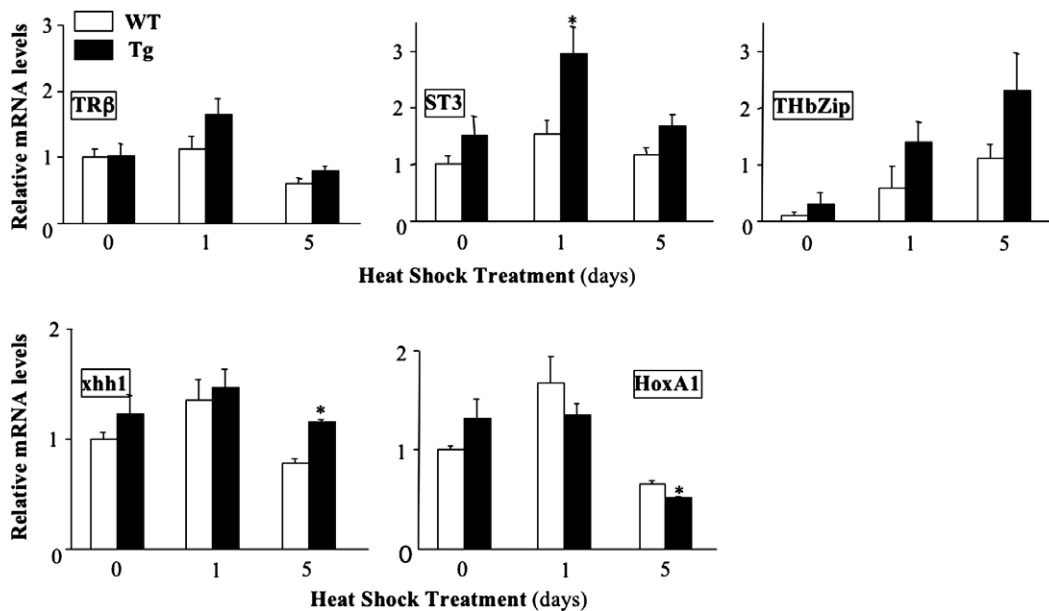 WT
Tg
Relative mRNA levels
3
2
1
0
TRβ
0 1 5
3
2
1
0
ST3
*
0 1 5
3
2
1
0
THbZip
0 1 5
Heat Shock Treatment (days)
Relative mRNA levels
2
1
0
xhh1
*
0 1 5
2
1
0
HoxA1
*
0 1 5
Heat Shock Treatment (days)